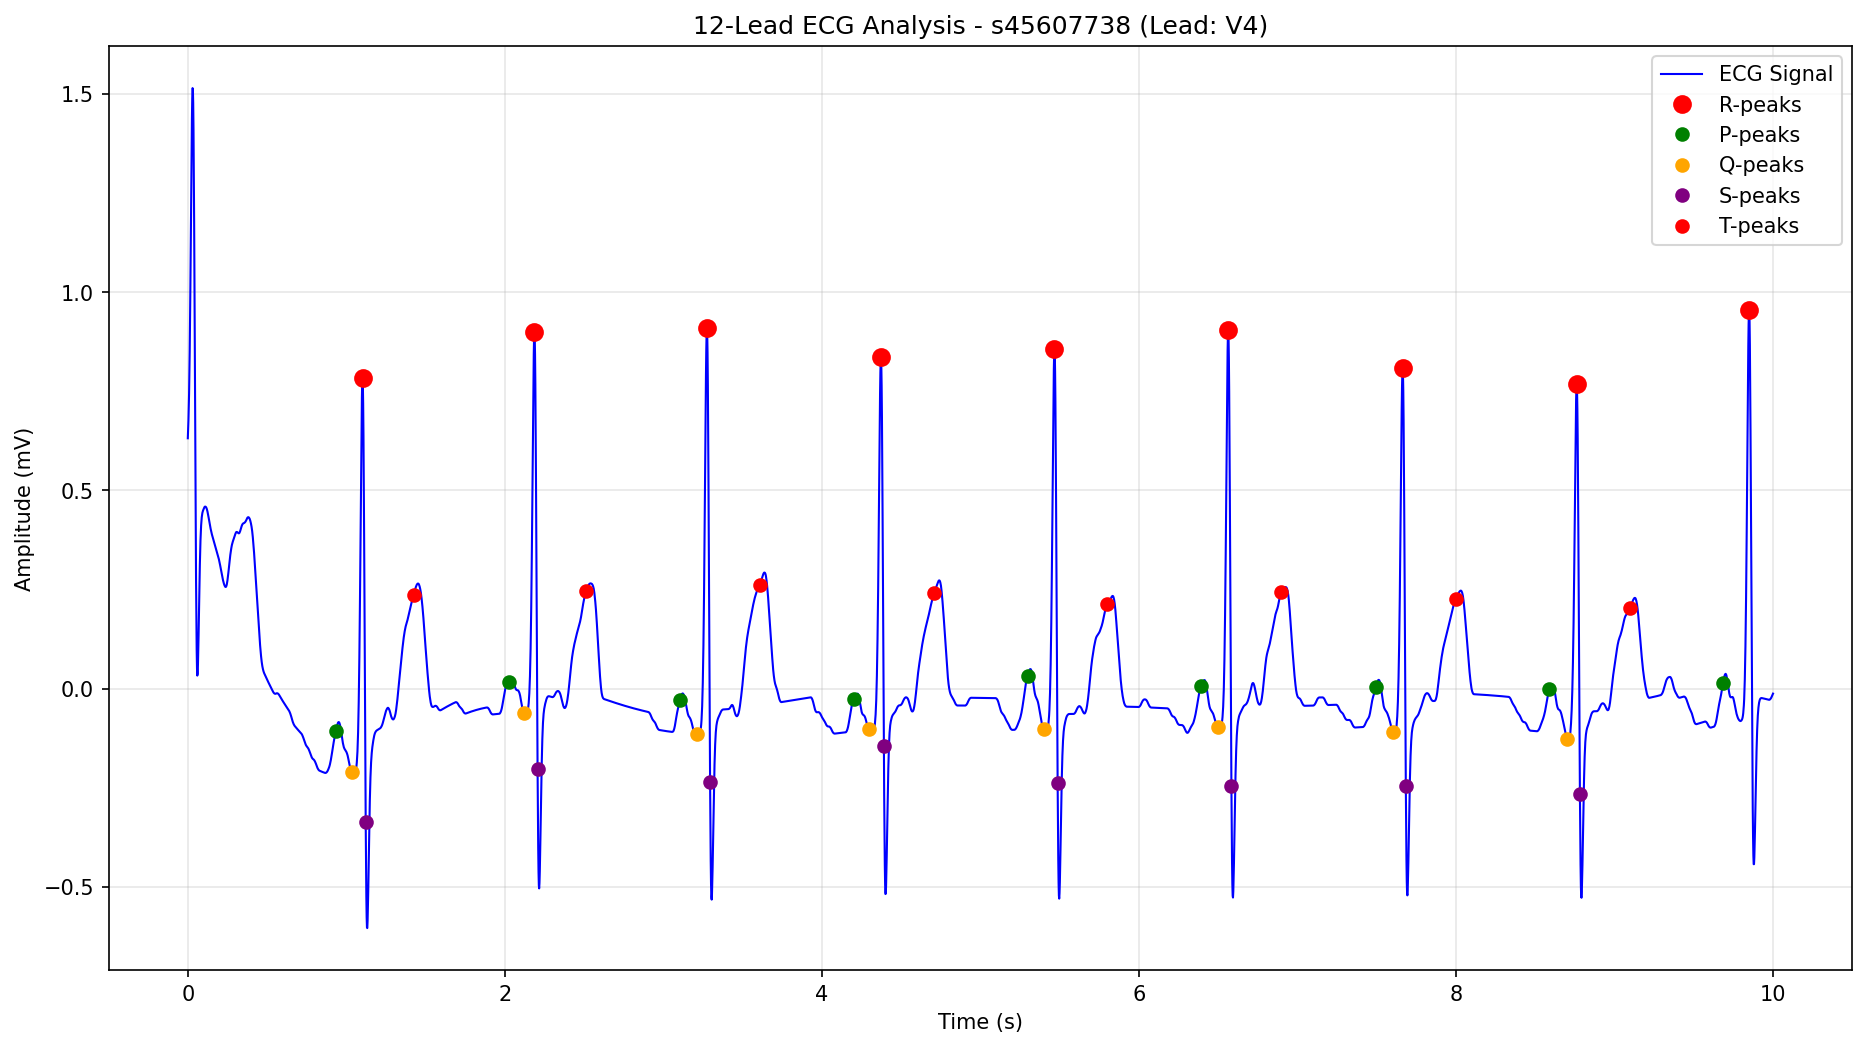 12-Lead ECG Analysis - s45607738 (Lead: V4)
ECG Signal
R-peaks
P-peaks
Q-peaks
S-peaks
T-peaks
1.5
1.0
0.5
0.0
−0.5
Amplitude (mV)
0 2 4 6 8 10
Time (s)